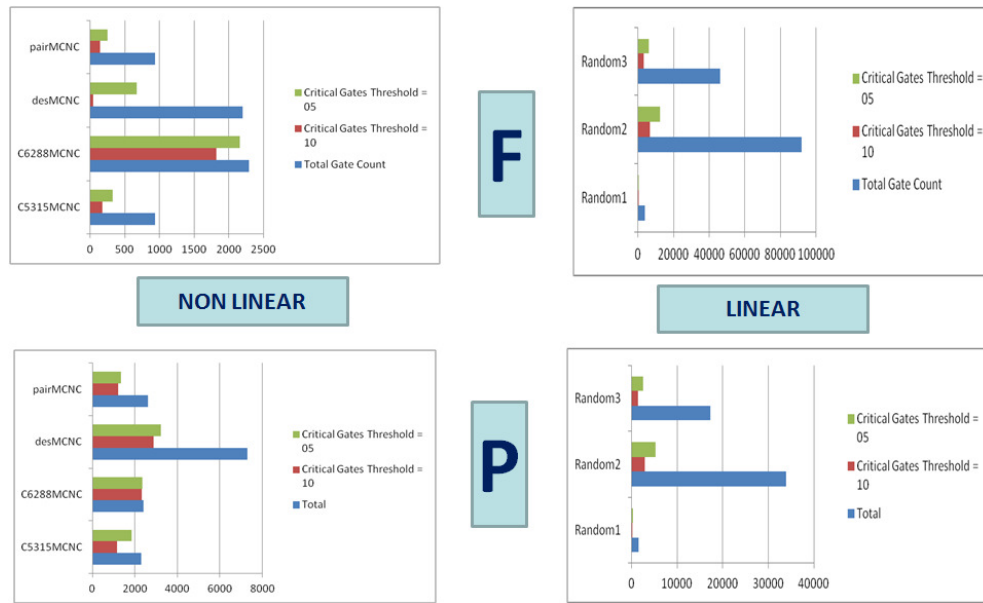 pairMCNC
desMCNC
C6288MCNC
C5315MCNC
0 500 1000 1500 2000 2500
Critical Gates Threshold =
05
Critical Gates Threshold =
10
Total Gate Count
F
Random3
Random2
Random1
0 20000 40000 60000 80000 100000
Critical Gates Threshold =
05
Critical Gates Threshold =
10
Total Gate Count
NON LINEAR
LINEAR
pairMCNC
desMCNC
C6288MCNC
C5315MCNC
0 2000 4000 6000 8000
Critical Gates Threshold =
05
Critical Gates Threshold =
10
Total
P
Random3
Random2
Random1
0 10000 20000 30000 40000
Critical Gates Threshold =
05
Critical Gates Threshold =
10
Total